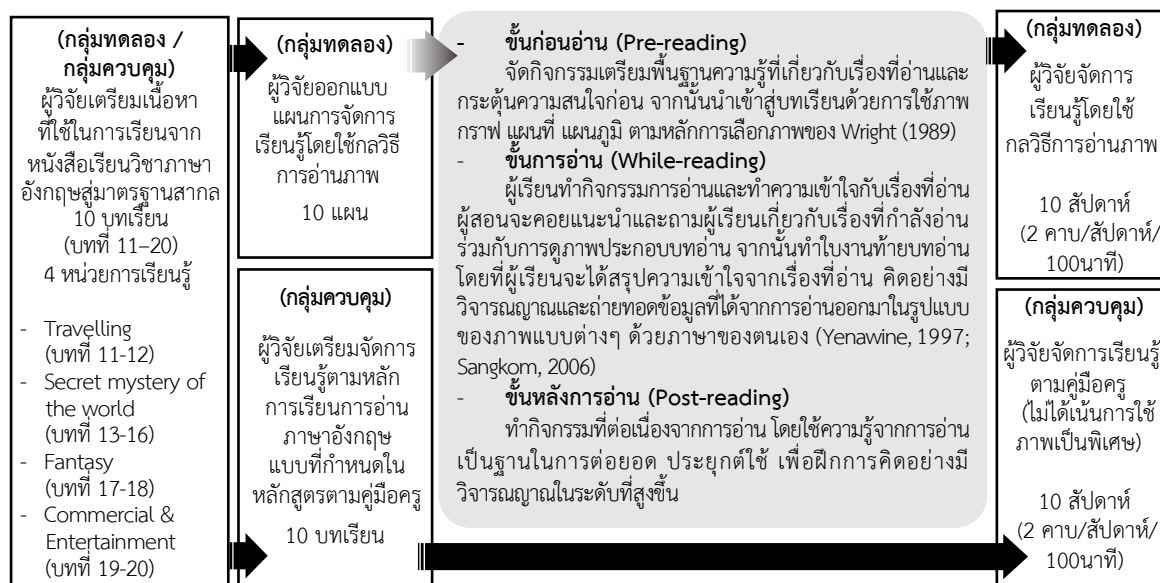 (กลุ่มทดลอง /
กลุ่มควบคุม)
ผู้วิจัยเตรียมเนื้อหา
ที่ใช้ในการเรียนจาก
หนังสือเรียนวิชาภาษา
อังกฤษสู่มาตรฐานสากล
10 บทเรียน
(บทที่ 11–20)
4 หน่วยการเรียนรู้
- Travelling
(บทที่ 11-12)
- Secret mystery of
the world
(บทที่ 13-16)
- Fantasy
(บทที่ 17-18)
- Commercial &
Entertainment
(บทที่ 19-20)
(กลุ่มทดลอง)
ผู้วิจัยออกแบบ
แผนการจัดการ
เรียนรู้โดยใช้กลวิธี
การอ่านภาพ
10 แผน
(กลุ่มควบคุม)
ผู้วิจัยเตรียมจัดการ
เรียนรู้ตามหลัก
การเรียนการอ่าน
ภาษาอังกฤษ
แบบที่กำหนดใน
หลักสูตรตามคู่มือครู
10 บทเรียน
- ขั้นก่อนอ่าน (Pre-reading)
จัดกิจกรรมเตรียมพื้นฐานความรู้ที่เกี่ยวกับเรื่องที่อ่านและ
กระตุ้นความสนใจก่อน จากนั้นนำเข้าสู่บทเรียนด้วยการใช้ภาพ
กราฟ แผนที่ แผนภูมิ ตามหลักการเลือกภาพของ Wright (1989)
- ขั้นการอ่าน (While-reading)
ผู้เรียนทำกิจกรรมการอ่านและทำความเข้าใจกับเรื่องที่อ่าน
ผู้สอนจะคอยแนะนำและถามผู้เรียนเกี่ยวกับเรื่องที่กำลังอ่าน
ร่วมกับการดูภาพประกอบบทอ่าน จากนั้นทำใบงานท้ายบทอ่าน
โดยที่ผู้เรียนจะได้สรุปความเข้าใจจากเรื่องที่อ่าน คิดอย่างมี
วิจารณญาณและถ่ายทอดข้อมูลที่ได้จากการอ่านออกมาในรูปแบบ
ของภาพแบบต่างๆ ด้วยภาษาของตนเอง (Yenawine, 1997;
Sangkom, 2006)
- ขั้นหลังการอ่าน (Post-reading)
ทำกิจกรรมที่ต่อเนื่องจากการอ่าน โดยใช้ความรู้จากการอ่าน
เป็นฐานในการต่อยอด ประยุกต์ใช้ เพื่อฝึกการคิดอย่างมี
วิจารณญาณในระดับที่สูงขึ้น
(กลุ่มทดลอง)
ผู้วิจัยจัดการ
เรียนรู้โดยใช้
กลวิธีการอ่านภาพ
10 สัปดาห์
(2 คาบ/สัปดาห์/
100นาที)
(กลุ่มควบคุม)
ผู้วิจัยจัดการเรียนรู้
ตามคู่มือครู
(ไม่ได้เน้นการใช้
ภาพเป็นพิเศษ)
10 สัปดาห์
(2 คาบ/สัปดาห์/
100นาที)